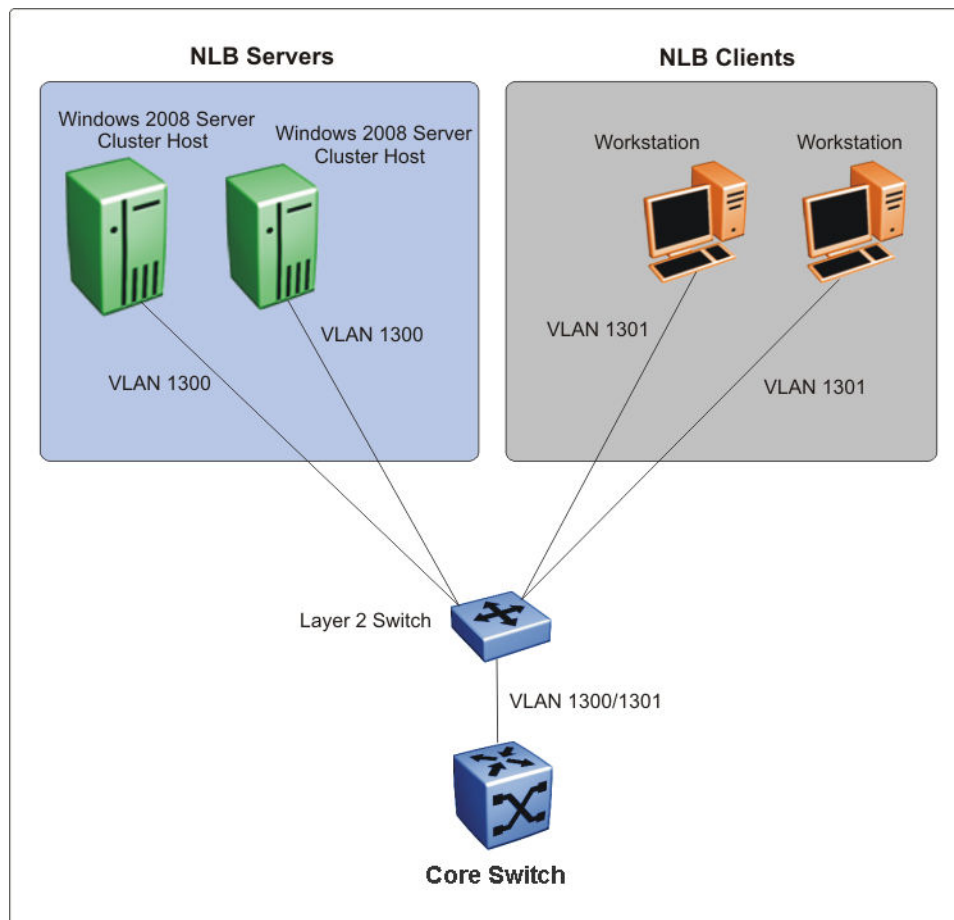 NLB Servers
NLB Clients
Windows 2008 Server
Cluster Host
Windows 2008 Server
Cluster Host
Workstation
Workstation
VLAN 1300
VLAN 1300
VLAN 1301
VLAN 1301
Layer 2 Switch
VLAN 1300/1301
Core Switch